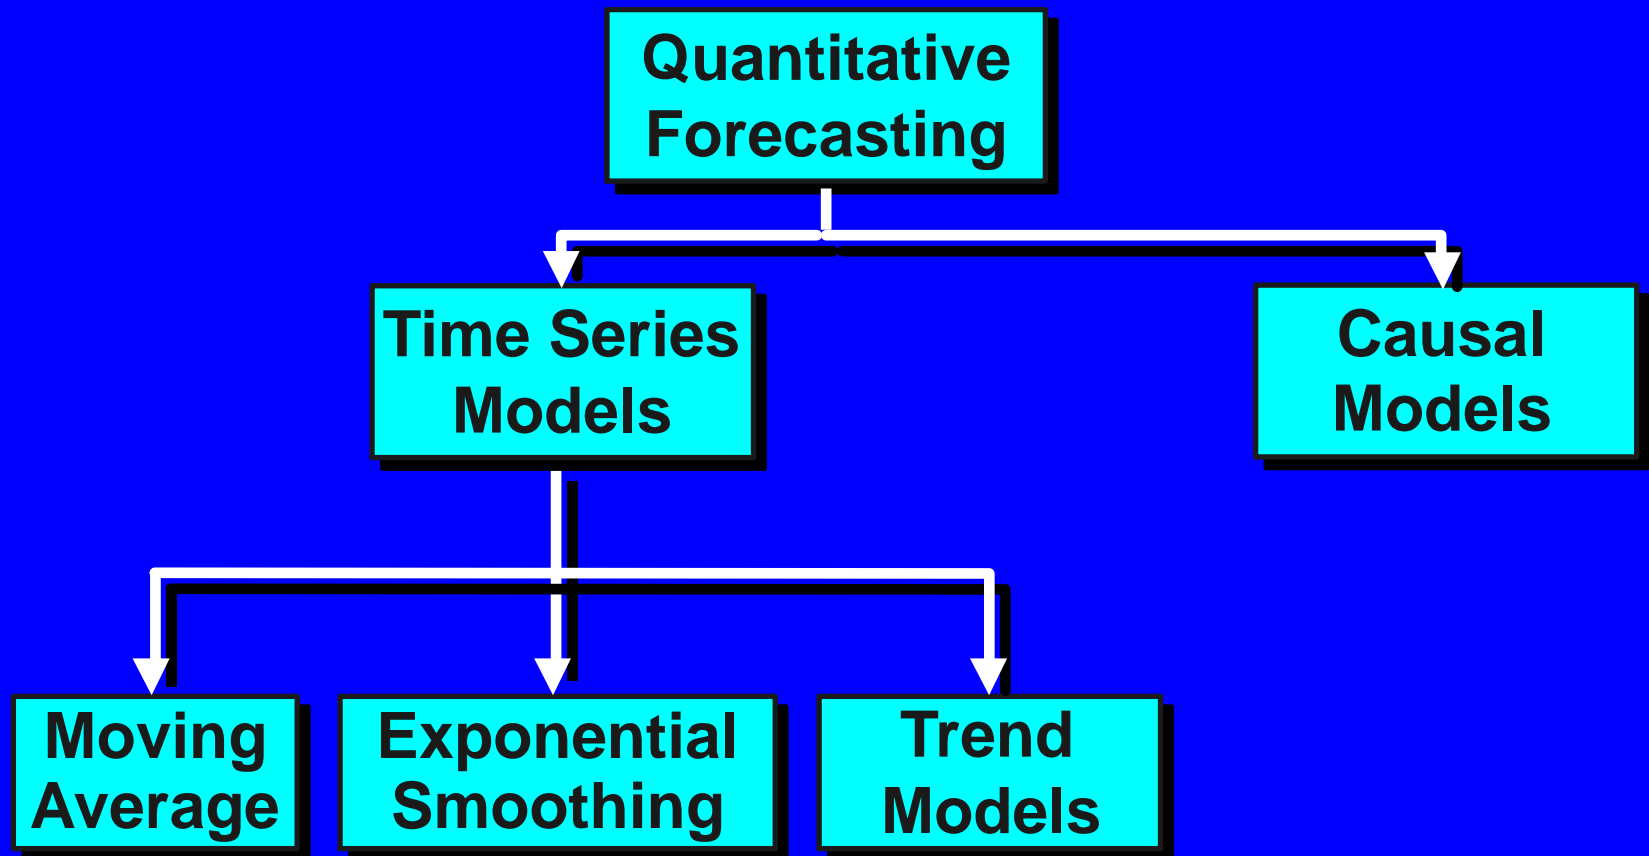 Quantitative
Forecasting
Time Series
Models
Causal
Models
Moving
Average
Exponential
Smoothing
Trend
Models